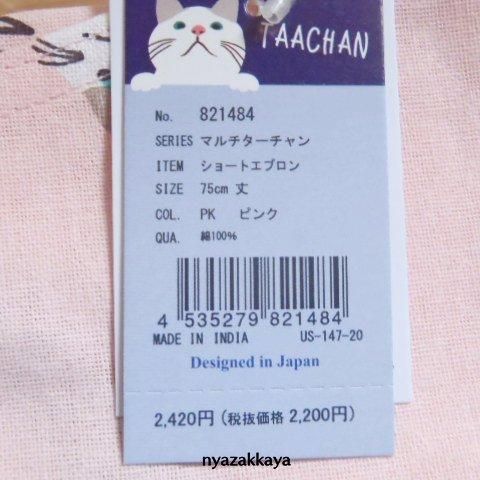 TAACHAN
No. 821484
SERIES マルチターチャン
ITEM ショートエプロン
SIZE 75cm 丈
COL. PK ピンク
QUA. 綿100%
4 535279 821484
MADE IN INDIA US-147-20
Designed in Japan
2,420円 (税抜価格 2,200円)
nyazakkaya